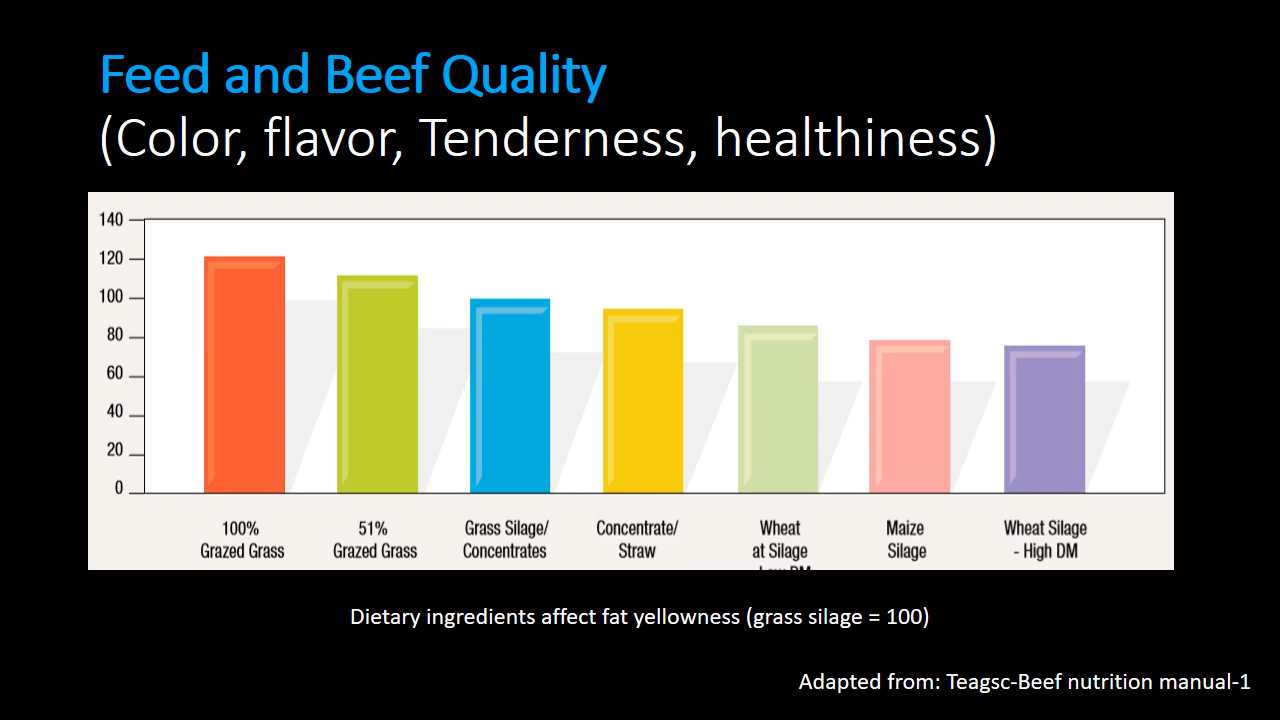 Feed and Beef Quality
(Color, flavor, Tenderness, healthiness)
140
120
100
80
60
40
20
0
100%
Grazed Grass
51%
Grazed Grass
Grass Silage/
Concentrates
Concentrate/
Straw
Wheat
at Silage
Maize
Silage
Wheat Silage
- High DM
Dietary ingredients affect fat yellowness (grass silage = 100)
Adapted from: Teagsc-Beef nutrition manual-1